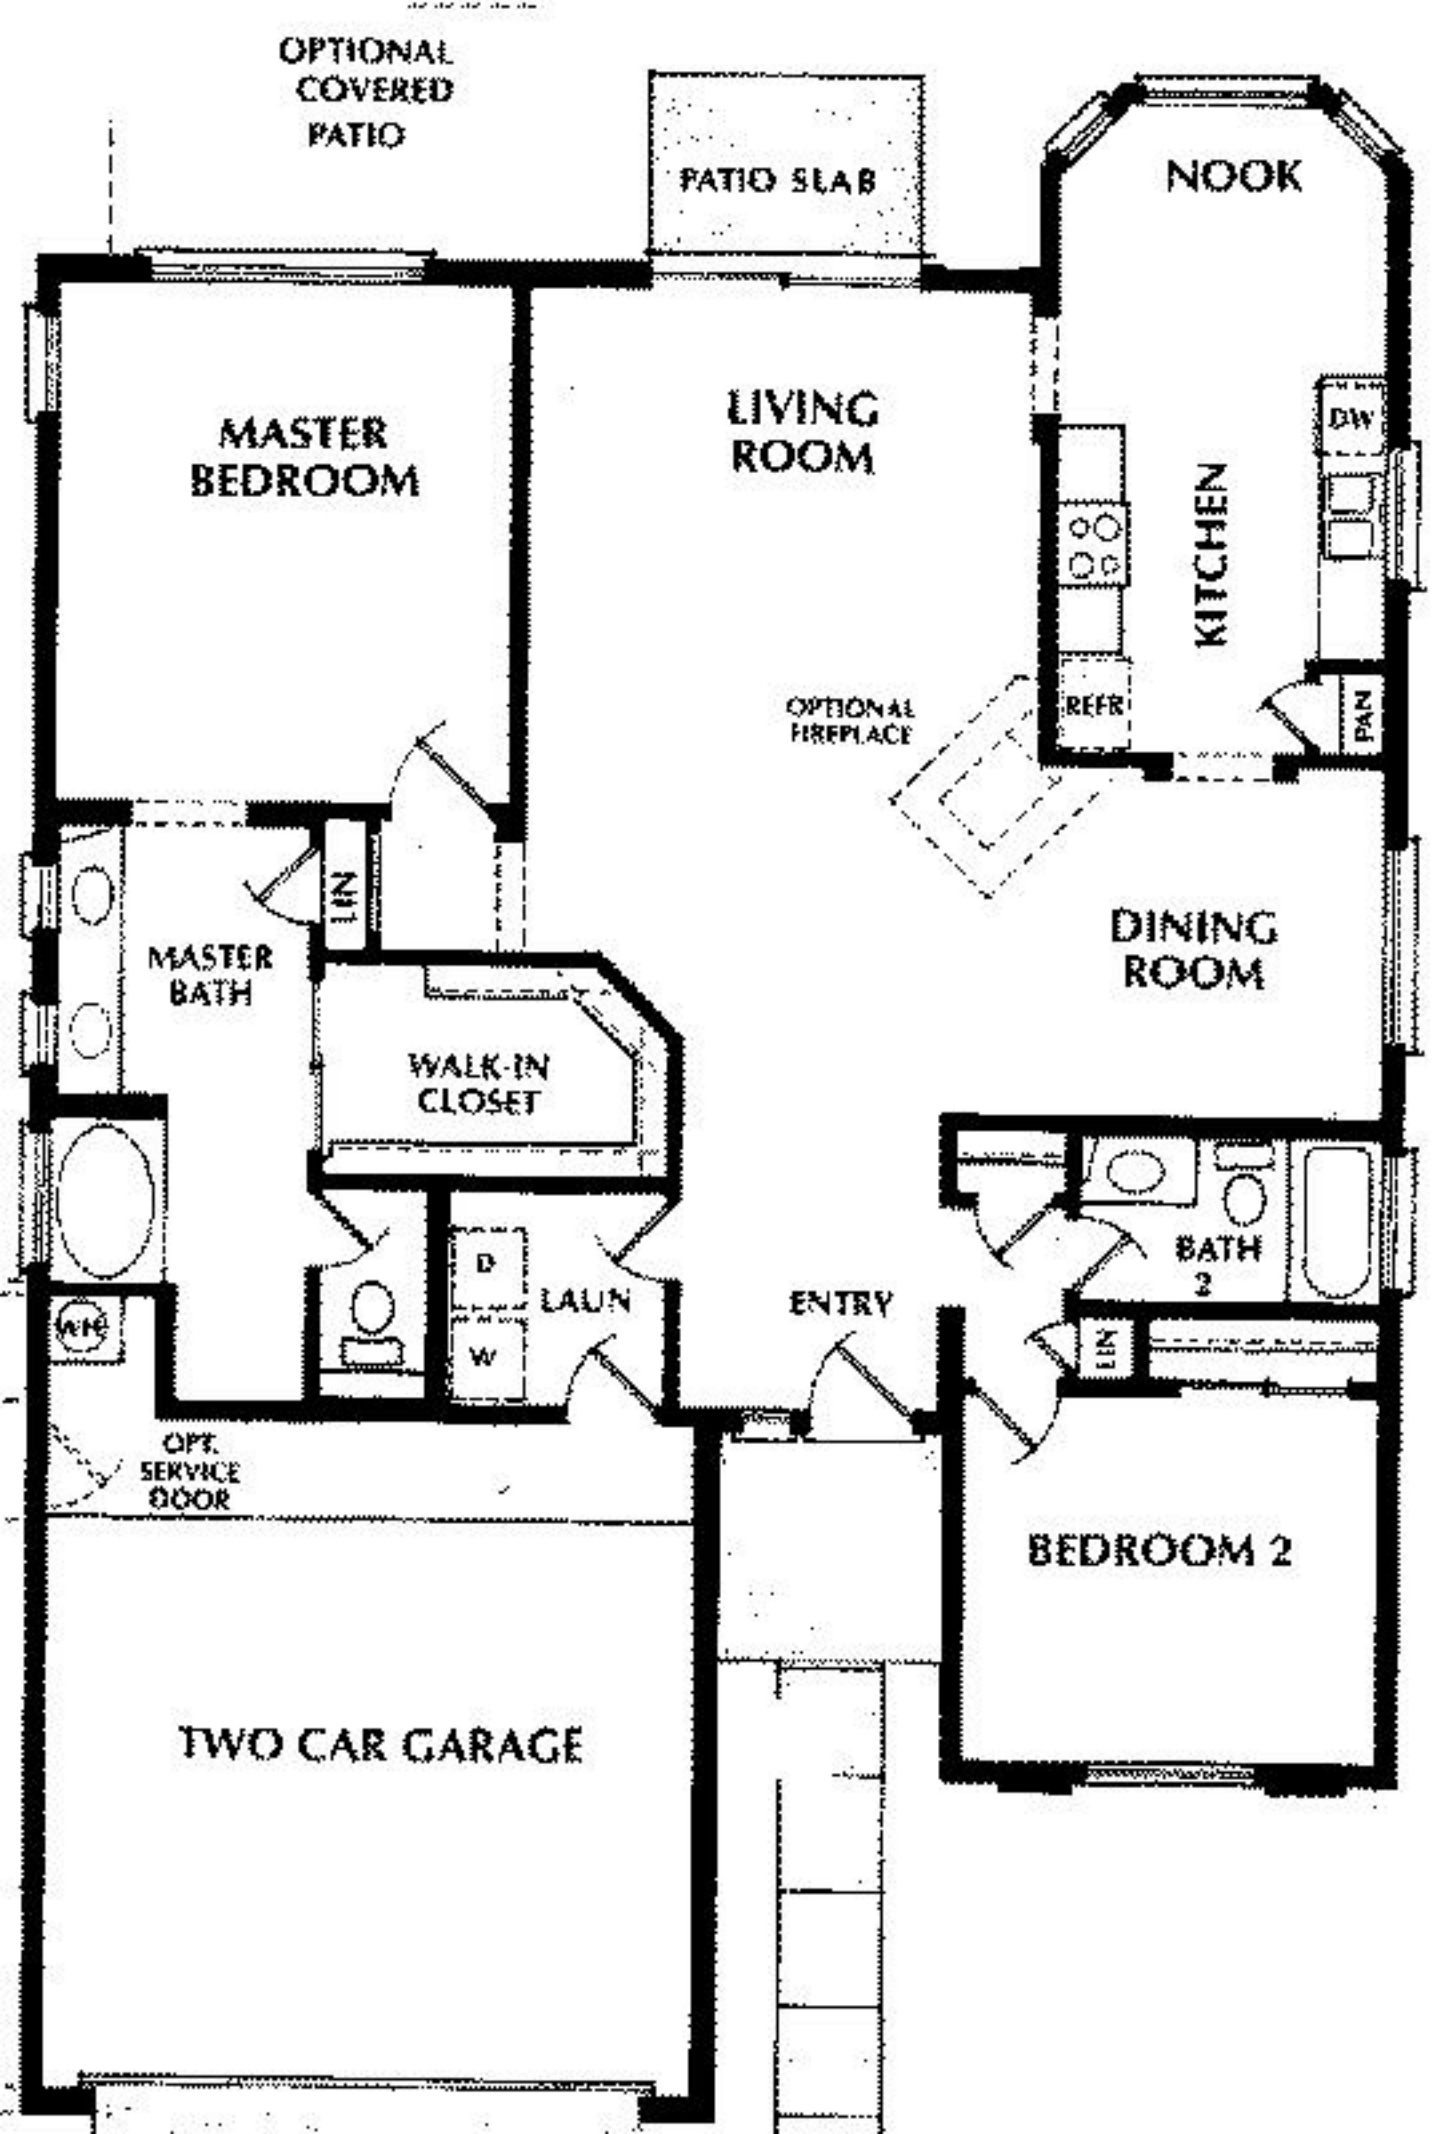 OPTIONAL
COVERED
PATIO
PATIO SLAB
NOOK
MASTER
BEDROOM
LIVING
ROOM
DW
KITCHEN
OPTIONAL
FIREPLACE
REFR
PAN
LIN
MASTER
BATH
DINING
ROOM
WALK-IN
CLOSET
D
LAUN
W
ENTRY
BATH
2
LIN
WH
OPT.
SERVICE
DOOR
BEDROOM 2
TWO CAR GARAGE